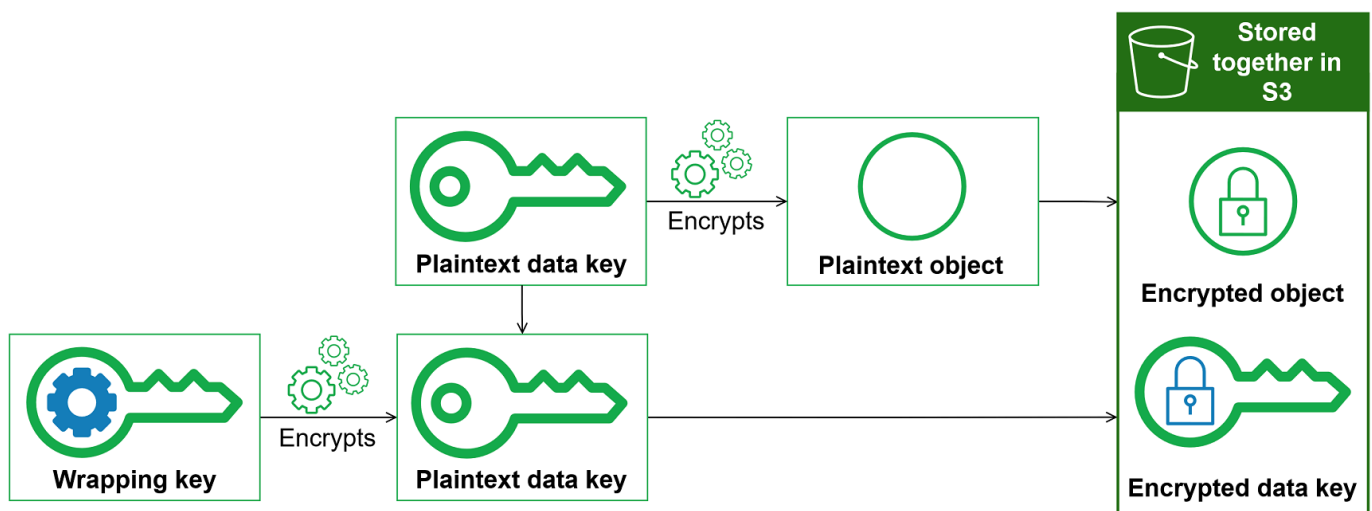 Stored
together in
S3
Encrypts
Plaintext data key
Plaintext object
Encrypted object
Encrypts
Wrapping key
Plaintext data key
Encrypted data key